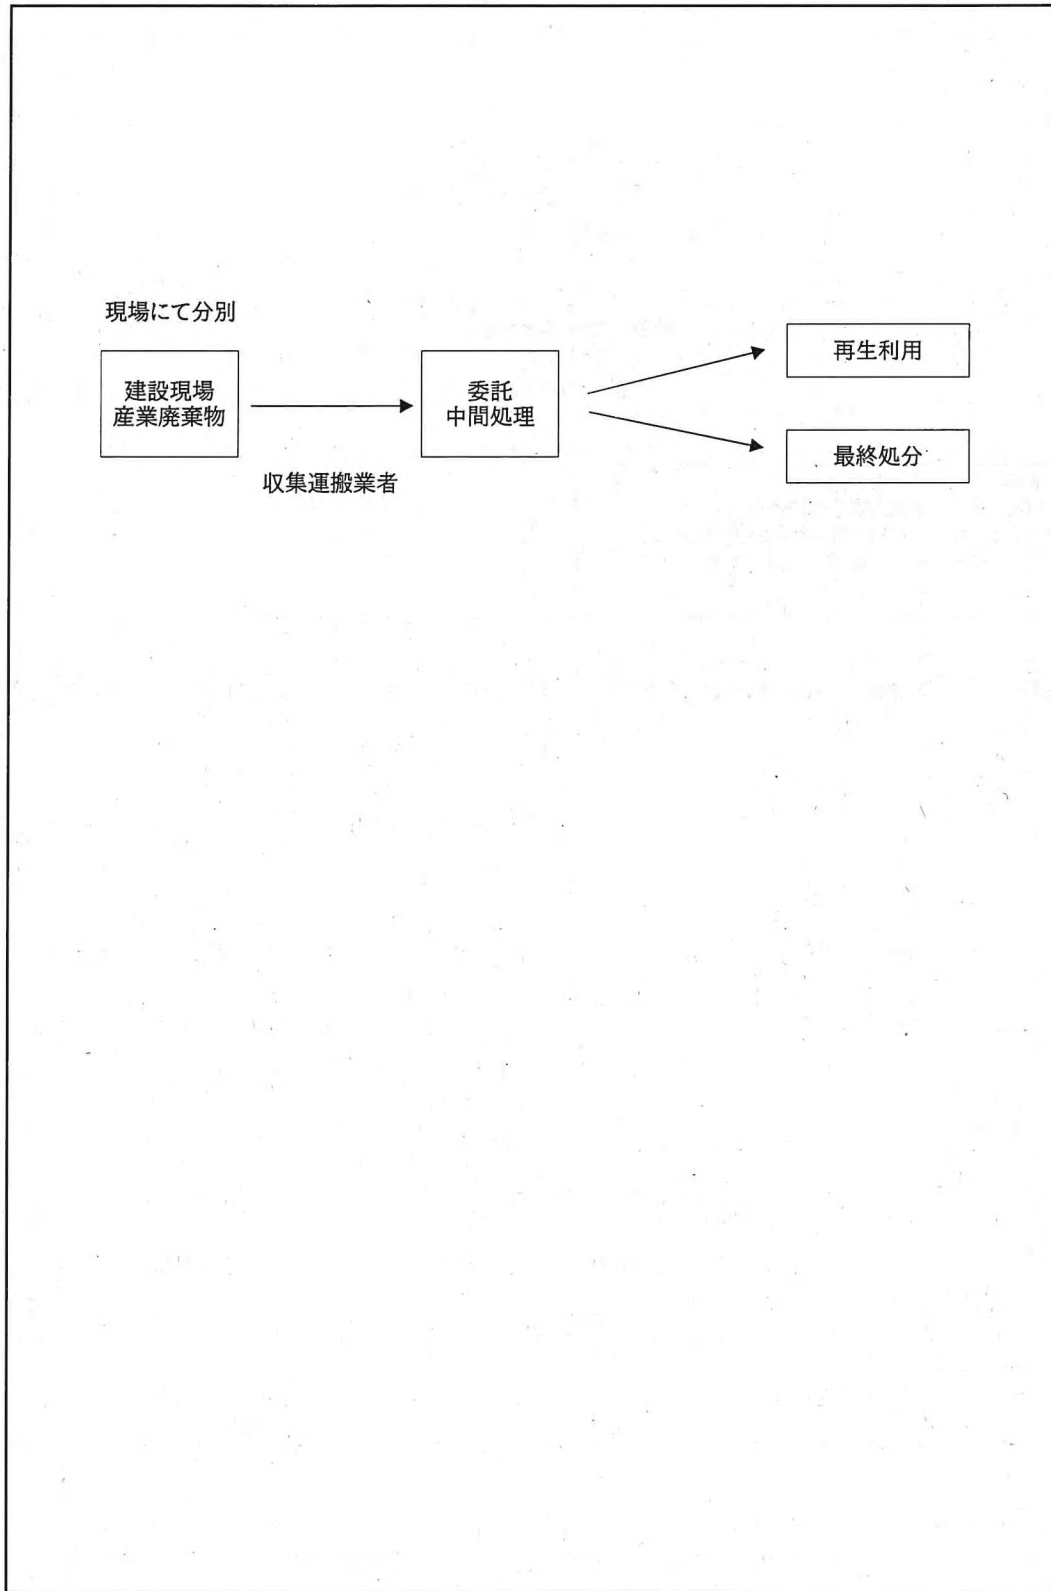 現場にて分別
建設現場
産業廃棄物
収集運搬業者
委託
中間処理
再生利用
最終処分